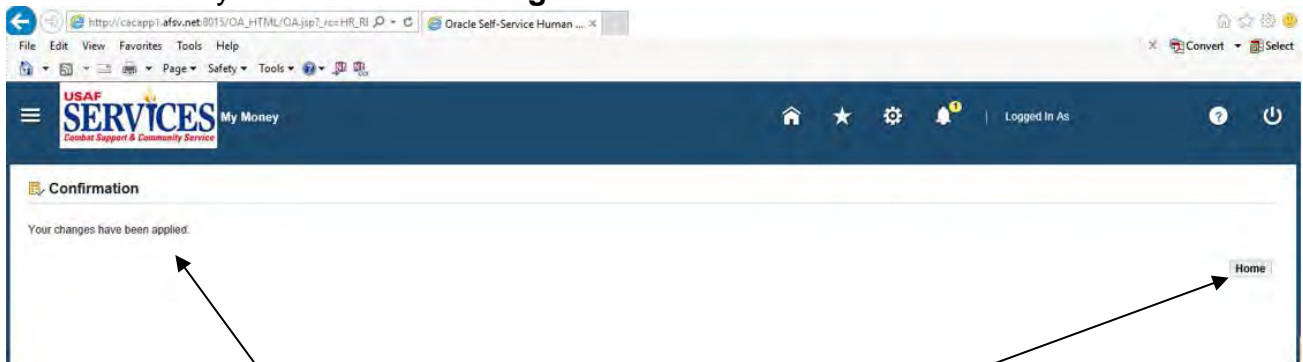 http://cacapp1.afsv.net:8015/OA_HTML/OA.jsp?_rc=HR_RI
Oracle Self-Service Human ... ×
File Edit View Favorites Tools Help
× Convert Select
Page Safety Tools
USAF
SERVICES
Combat Support & Community Service
My Money
1
| Logged In As
?
Confirmation
Your changes have been applied.
Home